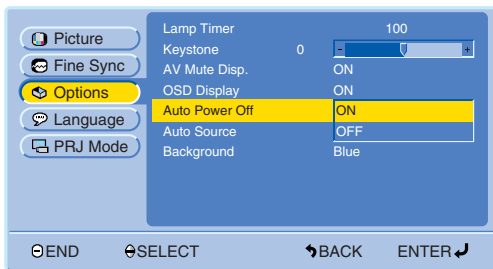 Picture
Fine Sync
Options
Language
PRJ Mode
Lamp Timer 100
Keystone 0 - +
AV Mute Disp. ON
OSD Display ON
Auto Power Off ON
Auto Source OFF
Background Blue
END SELECT BACK ENTER